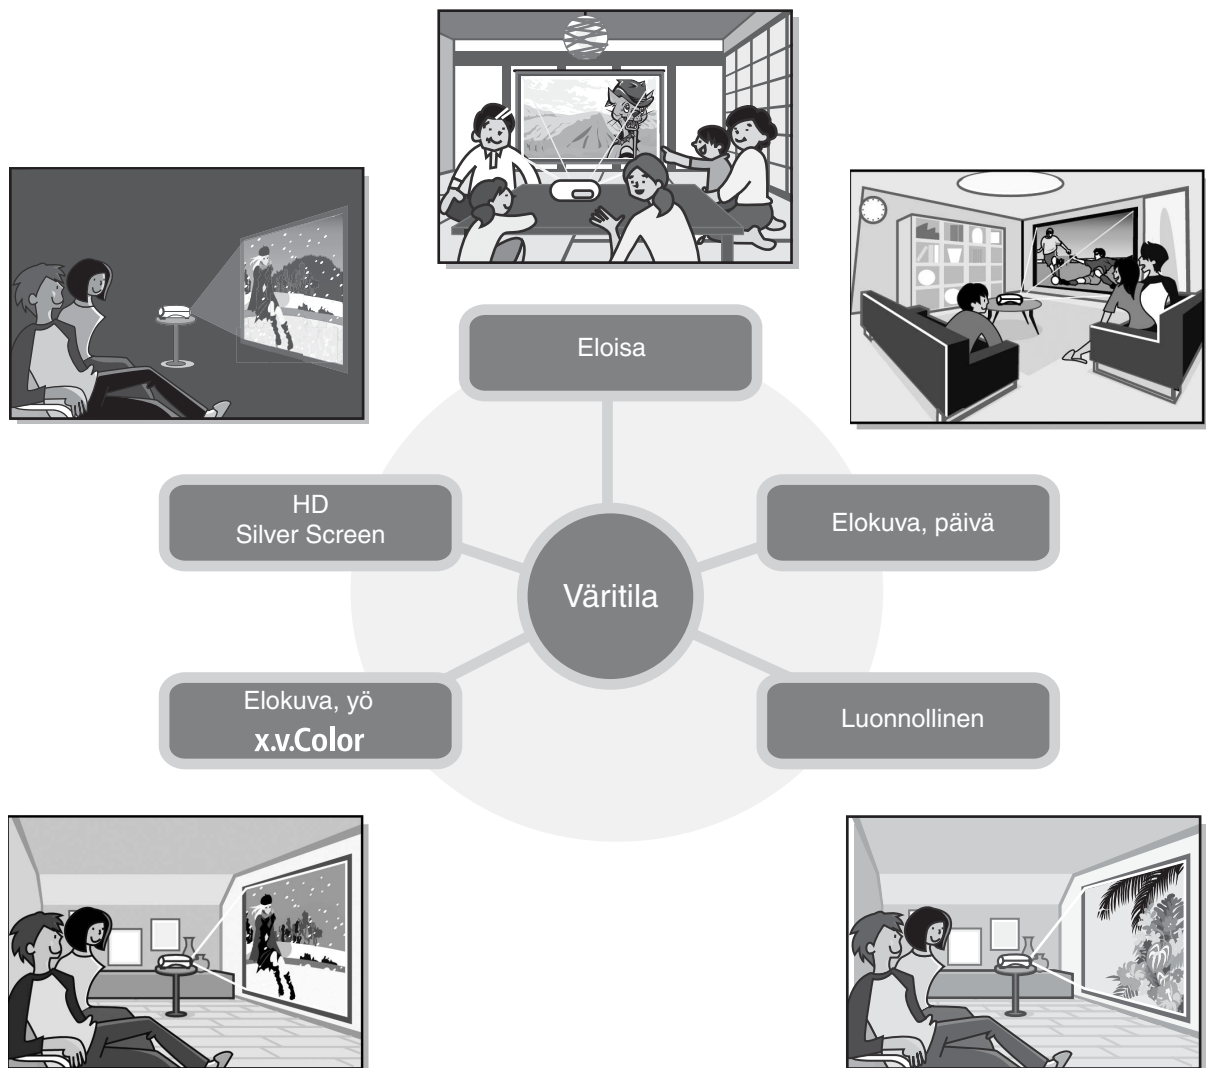 Eloisa
HD
Silver Screen
Elokuva, päivä
Väritila
Elokuva, yö
x.v.Color
Luonnollinen